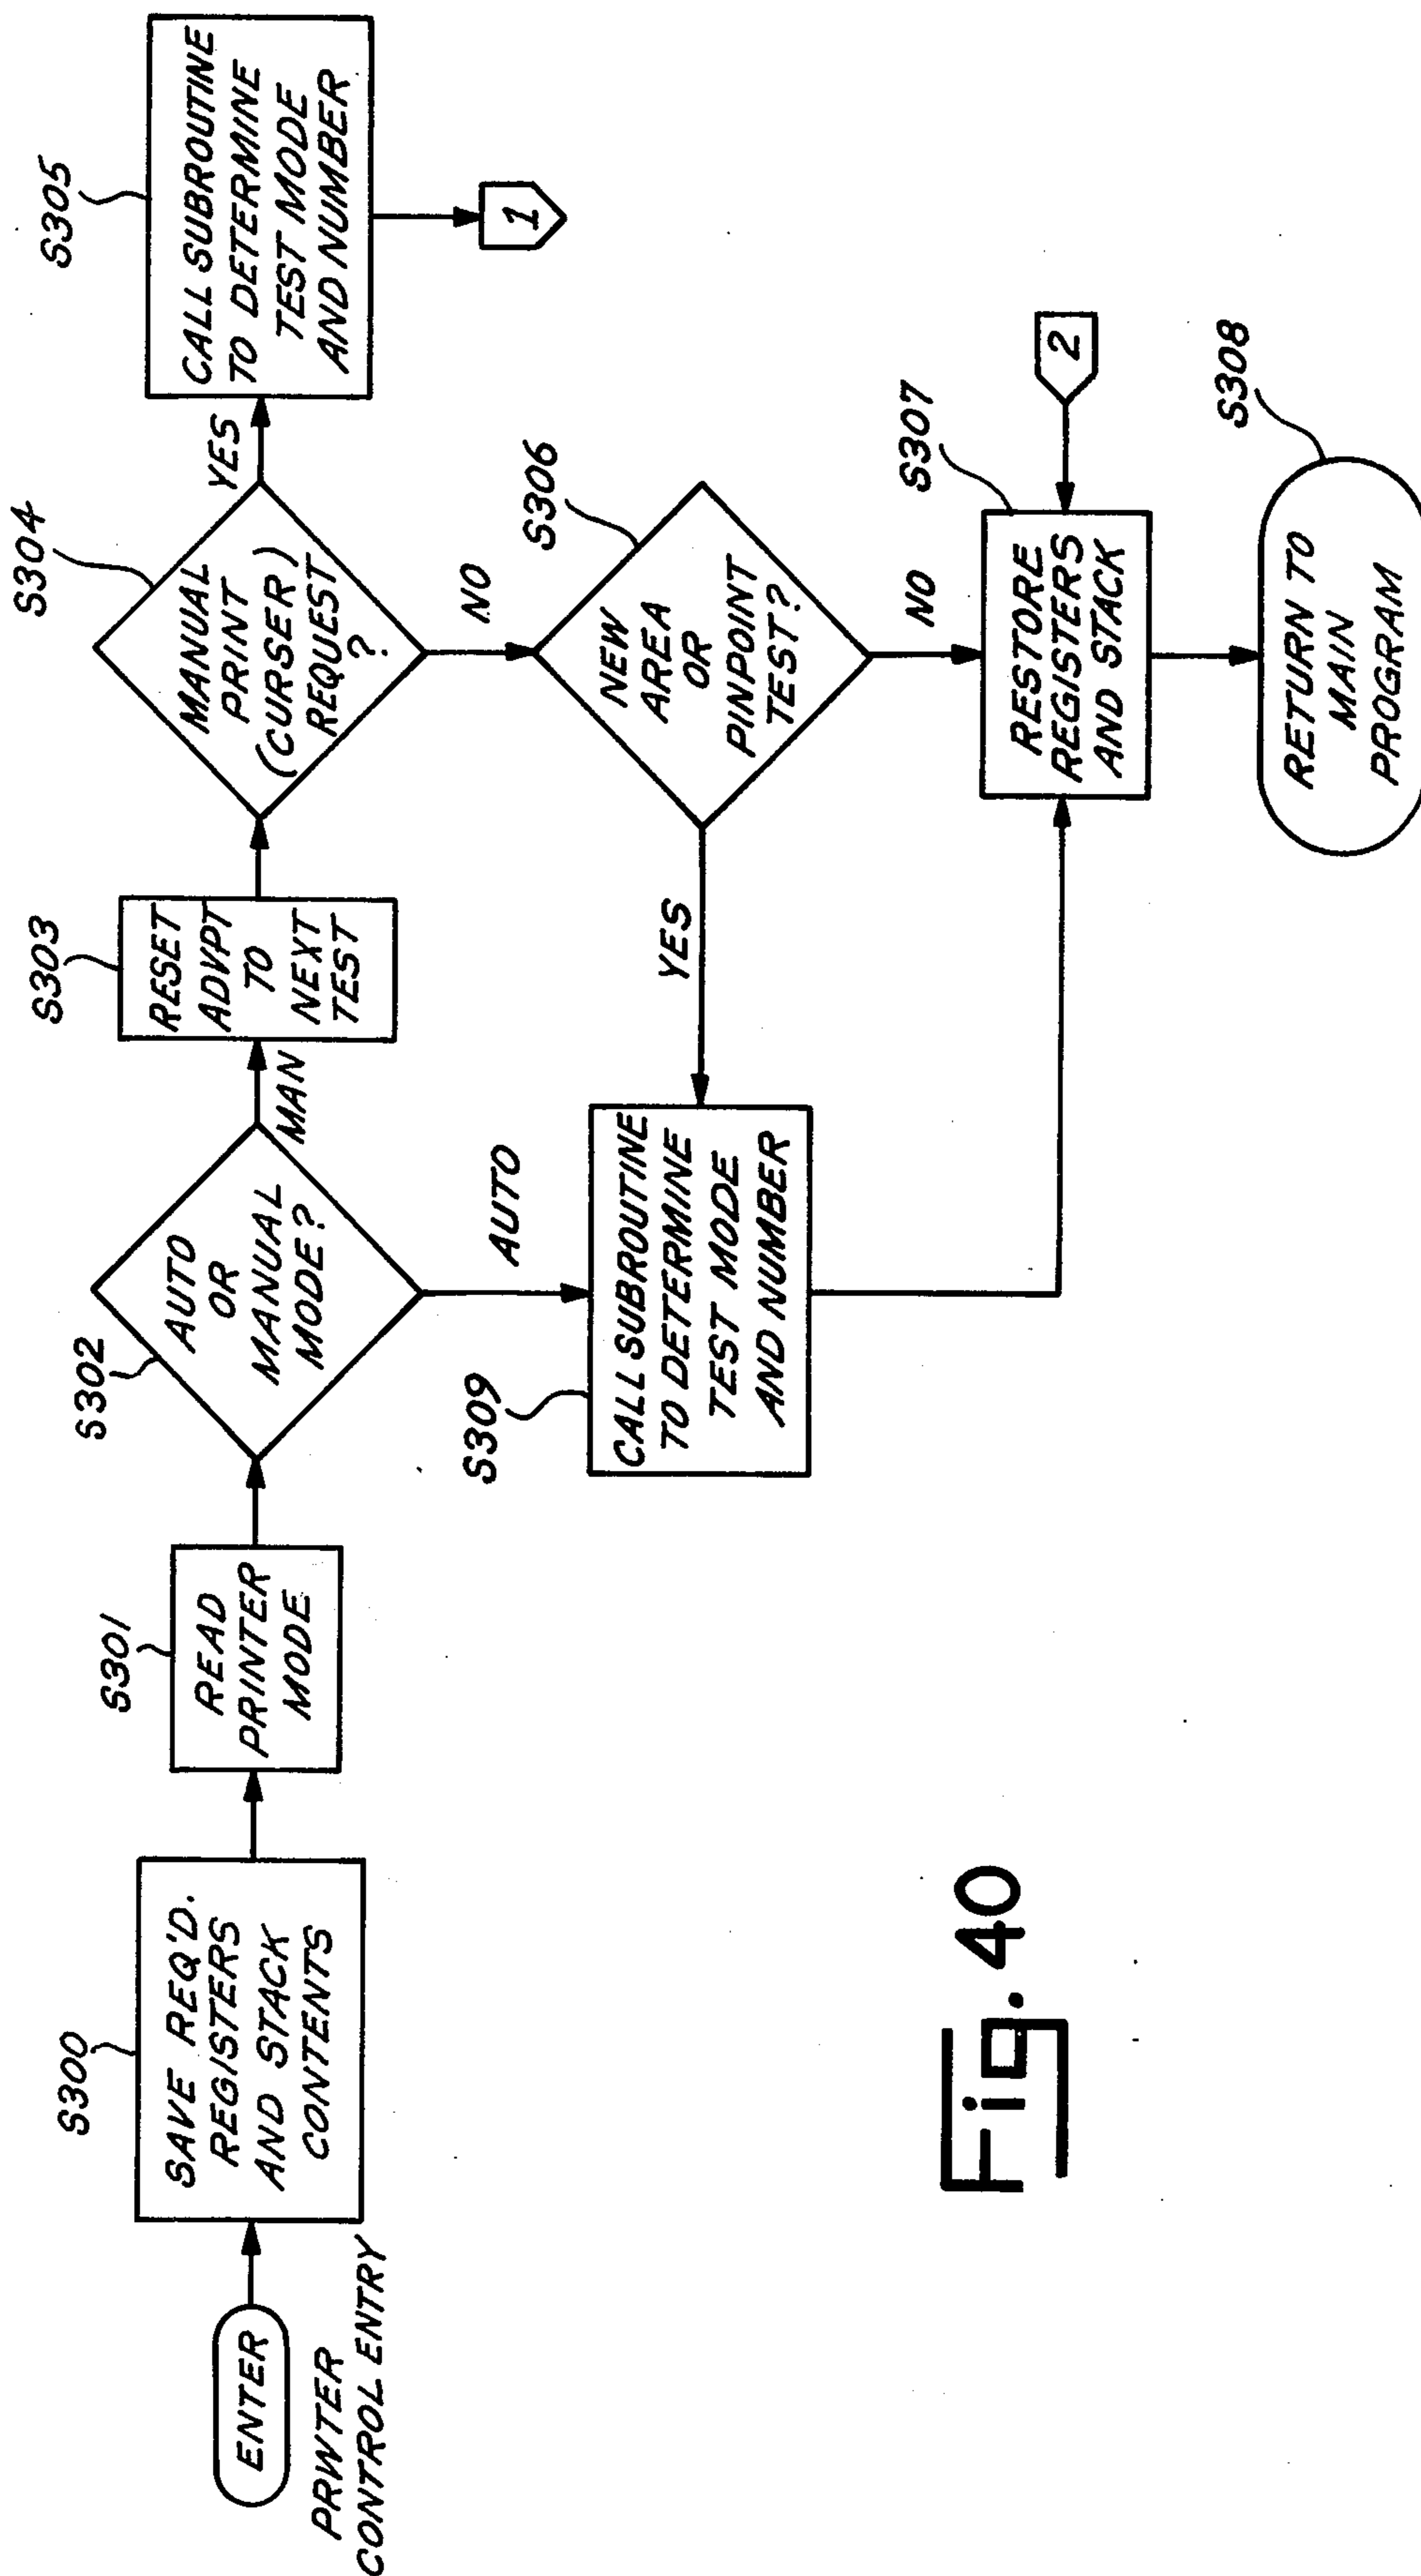 ENTER
PRWTER
CONTROL ENTRY
S300
SAVE REQ'D.
REGISTERS
AND STACK
CONTENTS
S301
READ
PRINTER
MODE
S302
AUTO
OR
MANUAL
MODE?
MAN
AUTO
S303
RESET
ADVPT
TO
NEXT
TEST
S304
MANUAL
PRINT
(CURSER)
REQUEST
?
YES
NO
S305
CALL SUBROUTINE
TO DETERMINE
TEST MODE
AND NUMBER
1
S306
NEW
AREA
OR
PINPOINT
TEST?
YES
NO
S309
CALL SUBROUTINE
TO DETERMINE
TEST MODE
AND NUMBER
2
S307
RESTORE
REGISTERS
AND STACK
S308
RETURN TO
MAIN
PROGRAM
Fig. 40